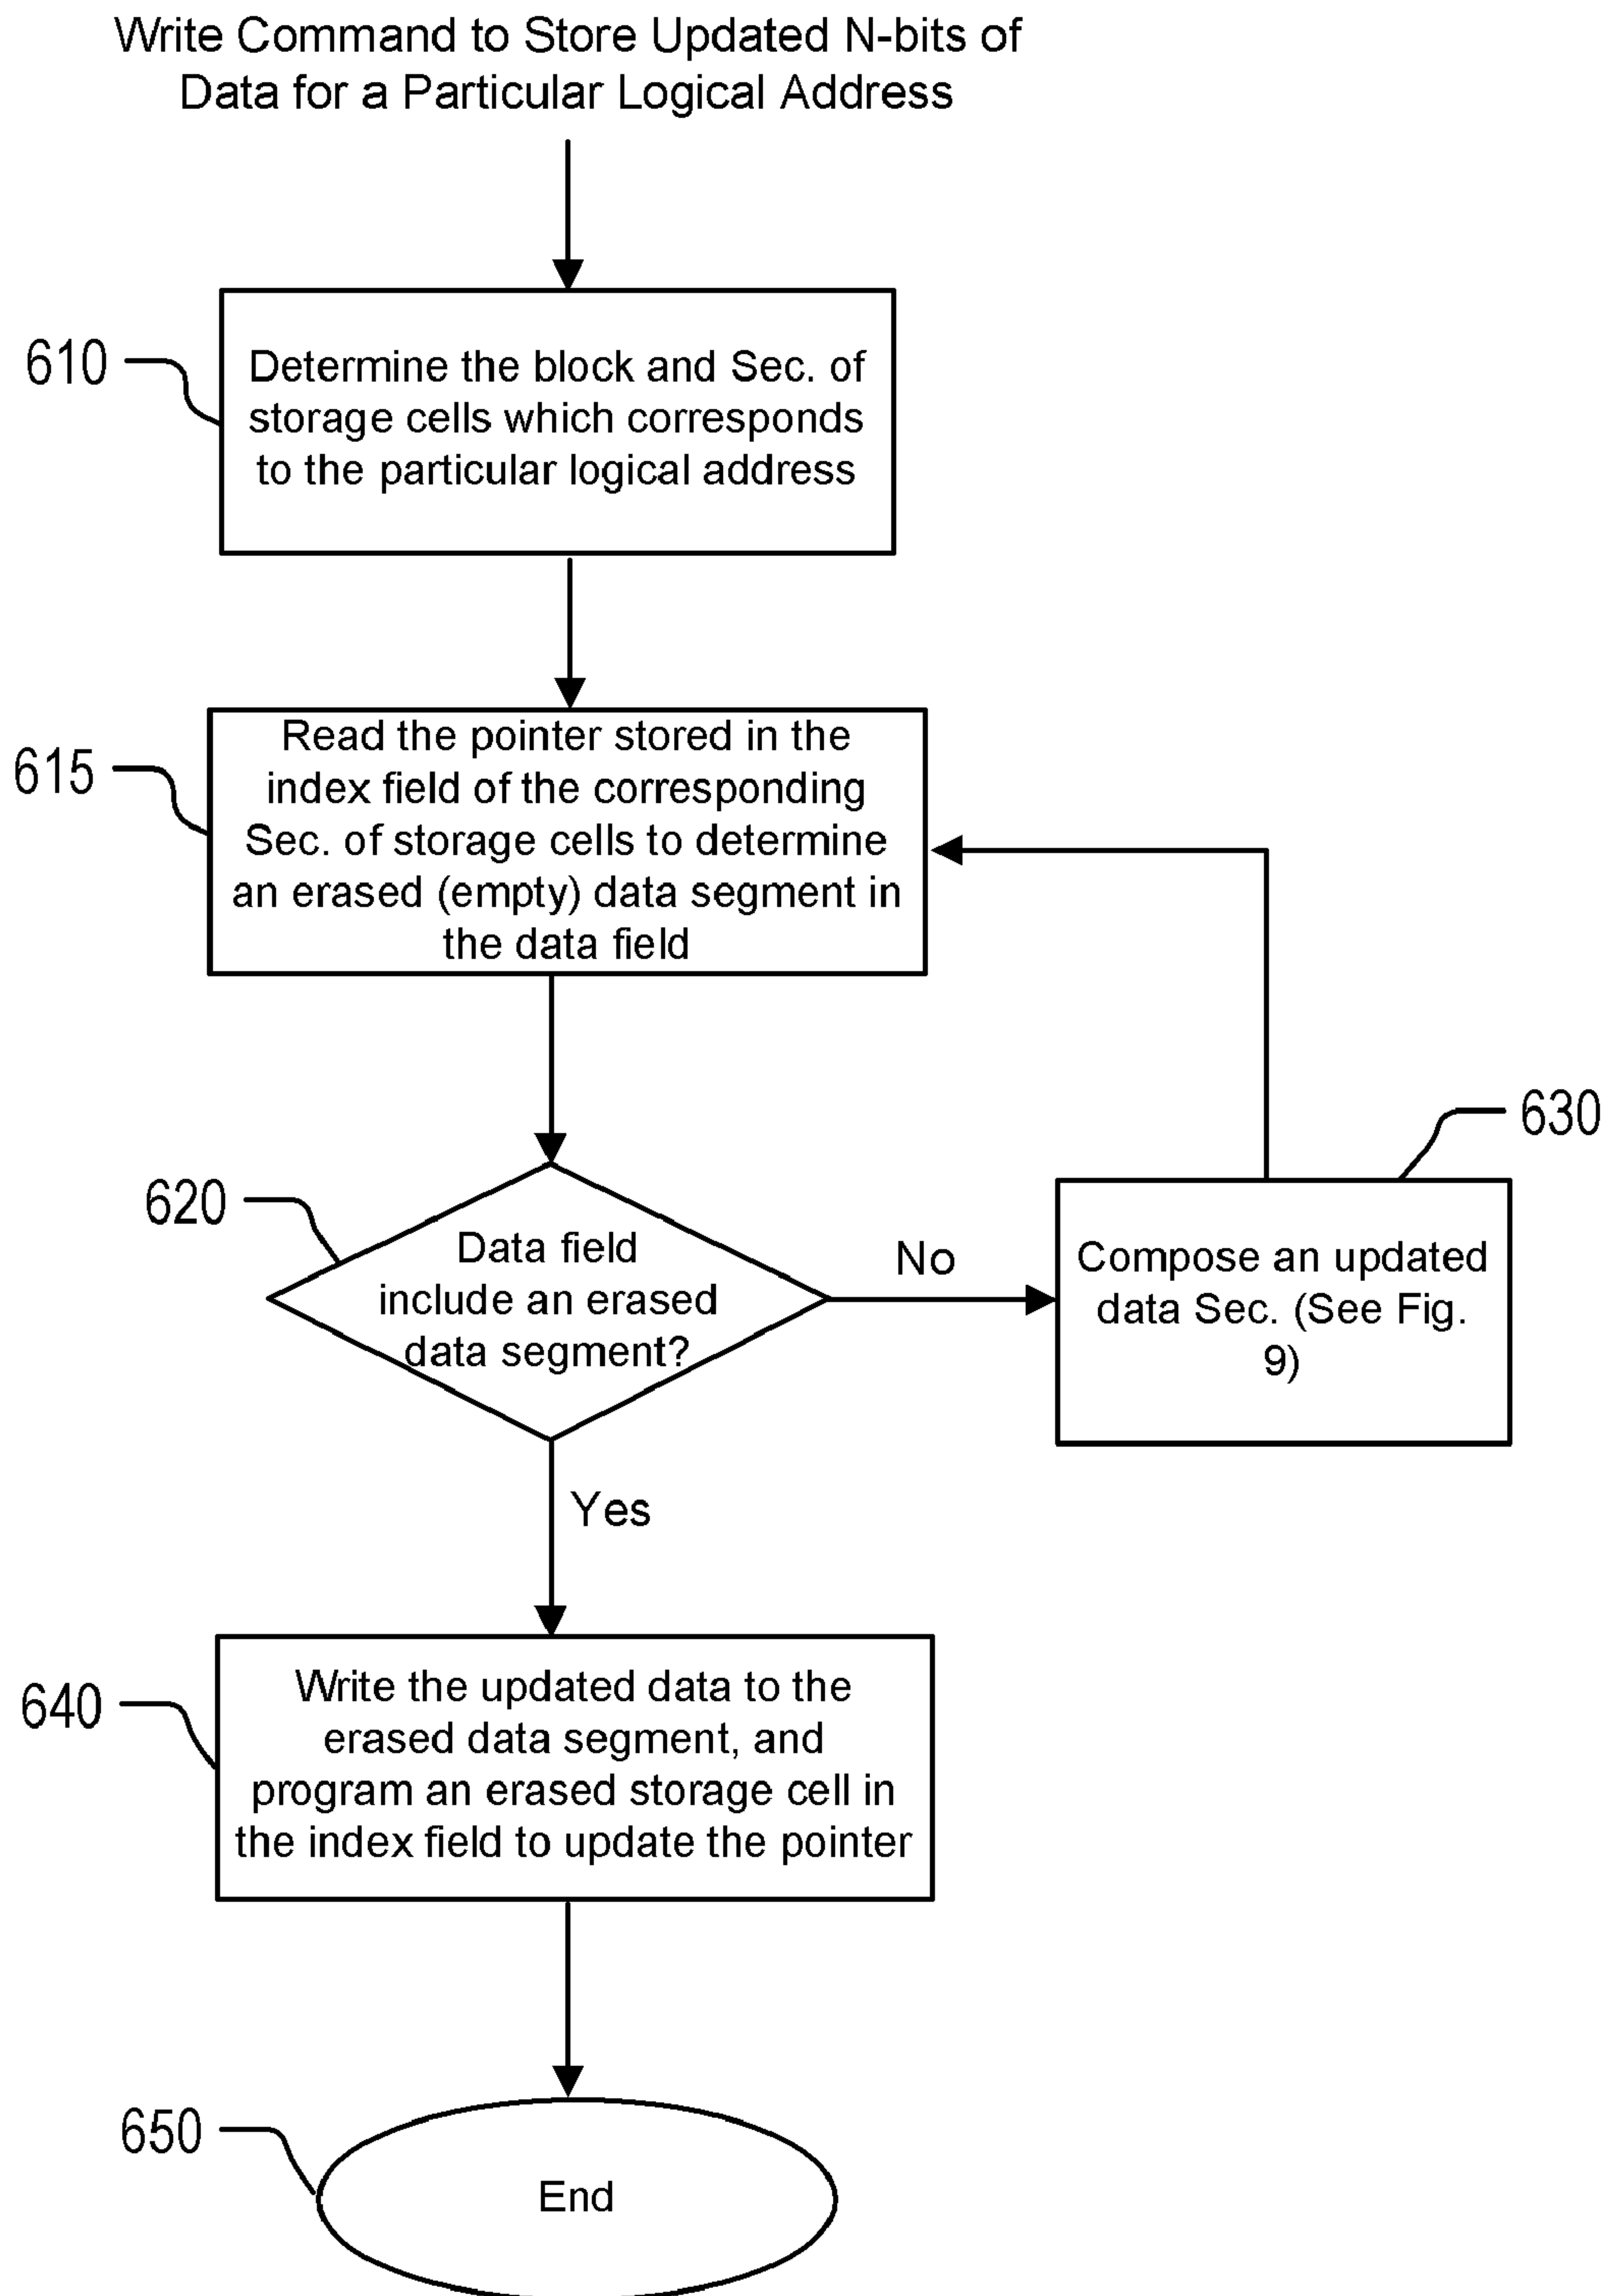 Write Command to Store Updated N-bits of
Data for a Particular Logical Address
610
Determine the block and Sec. of
storage cells which corresponds
to the particular logical address
615
Read the pointer stored in the
index field of the corresponding
Sec. of storage cells to determine
an erased (empty) data segment in
the data field
620
Data field
include an erased
data segment?
No
630
Compose an updated
data Sec. (See Fig.
9)
Yes
640
Write the updated data to the
erased data segment, and
program an erased storage cell in
the index field to update the pointer
650
End